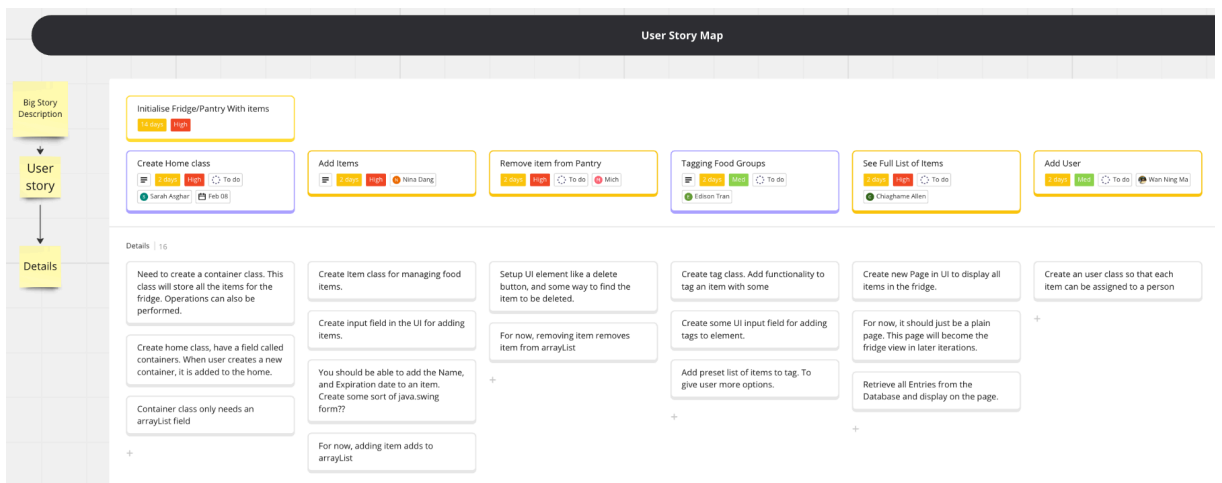 User Story Map
Big Story
Description
User
story
Details
Initialise Fridge/Pantry With items
14 days High
Create Home class
2 days High To do
Sarah Asghar Feb 08
Add Items
2 days High Nina Dang
Remove item from Pantry
2 days High To do Mich
Tagging Food Groups
2 days Med To do
Edison Tran
See Full List of Items
2 days High To do
Chiaghame Allen
Add User
2 days Med To do Wan Ning Ma
Details 16
Need to create a container class. This
class will store all the items for the
fridge. Operations can also be
performed.
Create home class, have a field called
containers. When user creates a new
container, it is added to the home.
Container class only needs an
arrayList field
+
Create Item class for managing food
items.
Create input field in the UI for adding
items.
You should be able to add the Name,
and Expiration date to an item.
Create some sort of java.swing
form??
For now, adding item adds to
arrayList
Setup UI element like a delete
button, and some way to find the
item to be deleted.
For now, removing item removes
item from arrayList
+
Create tag class. Add functionality to
tag an item with some
Create some UI input field for adding
tags to element.
Add preset list of items to tag. To
give user more options.
+
Create new Page in UI to display all
items in the fridge.
For now, it should just be a plain
page. This page will become the
fridge view in later iterations.
Retrieve all Entries from the
Database and display on the page.
+
Create an user class so that each
item can be assigned to a person
+